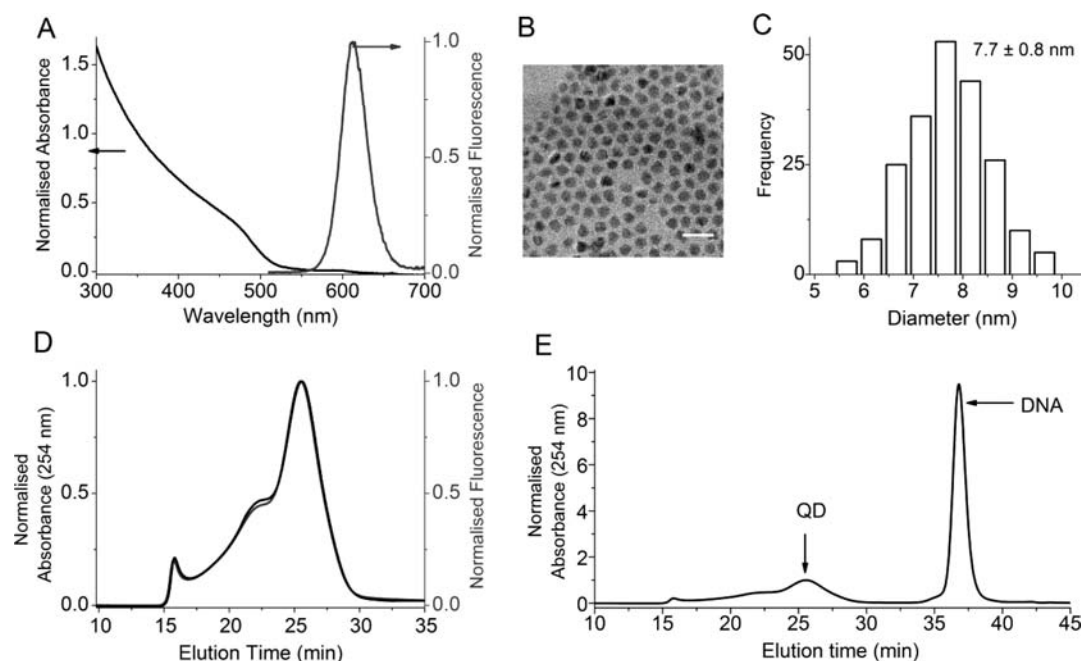 A
Normalised Absorbance
1.5
1.0
0.5
0.0
300
400
500
600
700
Wavelength (nm)
1.0
0.5
0.0
Normalised Fluorescence
B
C
7.7 ± 0.8 nm
Frequency
50
25
0
5
6
7
8
9
10
Diameter (nm)
D
Normalised
Absorbance (254 nm)
1.0
0.5
0.0
10
15
20
25
30
35
Elution Time (min)
1.0
0.5
0.0
Normalised Fluorescence
E
Normalised
Absorbance (254 nm)
10
8
6
4
2
0
QD
DNA
10
15
20
25
30
35
40
45
Elution time (min)